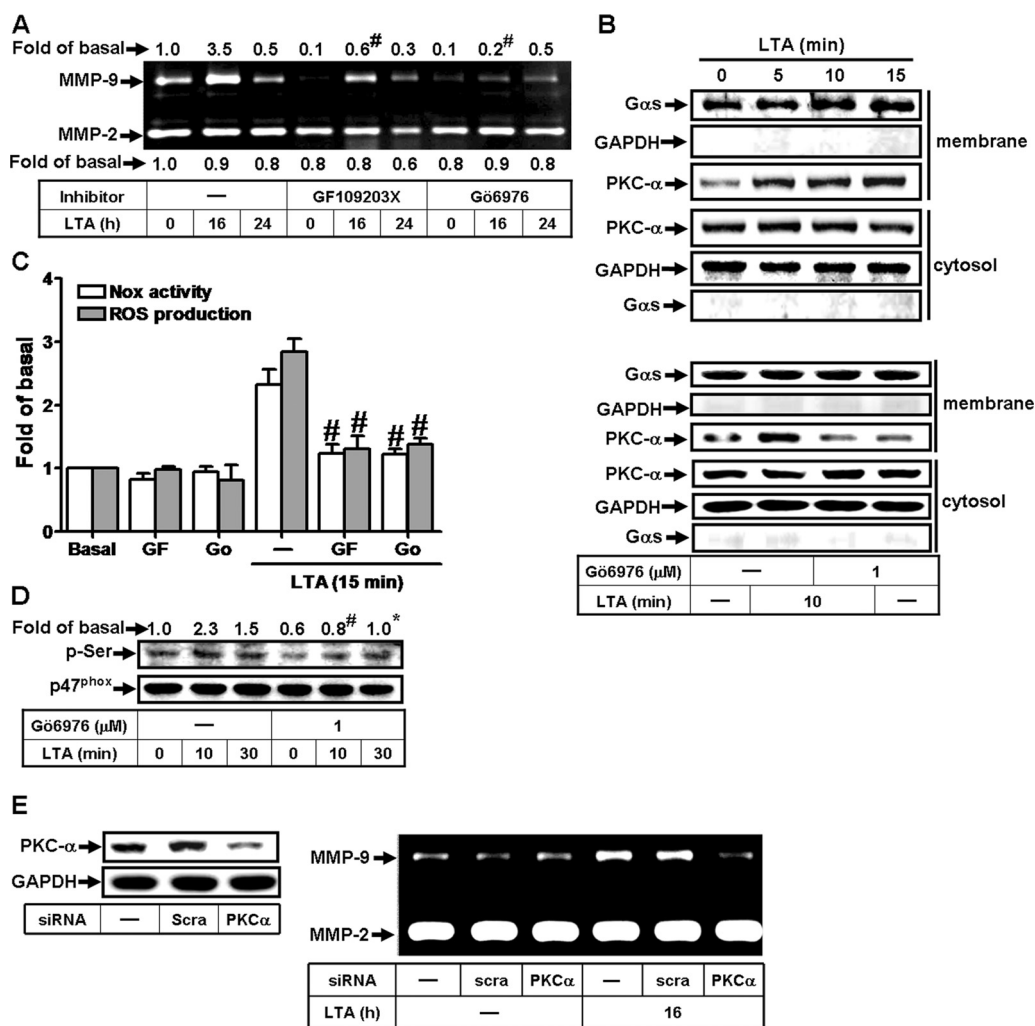 A
Fold of basal 1.0 3.5 0.5 0.1 0.6# 0.3 0.1 0.2# 0.5
MMP-9
MMP-2
Fold of basal 1.0 0.9 0.8 0.8 0.8 0.6 0.8 0.9 0.8
Inhibitor — GF109203X Gö6976
LTA (h) 0 16 24 0 16 24 0 16 24
B
LTA (min)
0 5 10 15
Gαs
GAPDH
PKC-α
membrane
PKC-α
GAPDH
Gαs
cytosol
Gαs
GAPDH
PKC-α
membrane
PKC-α
GAPDH
Gαs
cytosol
Gö6976 (μM) — 1
LTA (min) — 10 —
C
Nox activity
ROS production
Fold of basal
4
3
2
1
0
# # # #
Basal GF Go — GF Go
LTA (15 min)
D
Fold of basal 1.0 2.3 1.5 0.6 0.8# 1.0*
p-Ser
p47phox
Gö6976 (μM) — 1
LTA (min) 0 10 30 0 10 30
E
PKC-α
GAPDH
siRNA — Scra PKCα
MMP-9
MMP-2
siRNA — scra PKCα — scra PKCα
LTA (h) — 16